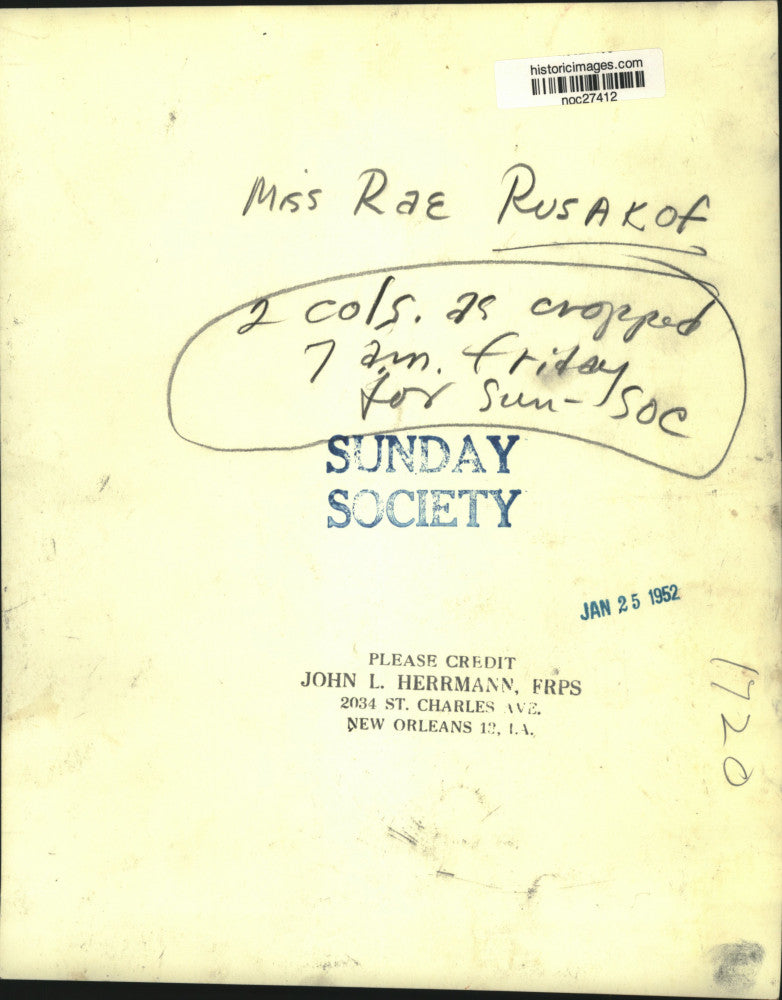 historicimages.com
noc27412
Miss Rae Rusakof
2 cols. as cropped
7 am. Friday
for Sun-Soc
SUNDAY
SOCIETY
JAN 25 1952
PLEASE CREDIT
JOHN L. HERRMANN, FRPS
2034 ST. CHARLES AVE.
NEW ORLEANS 13, LA.
1720